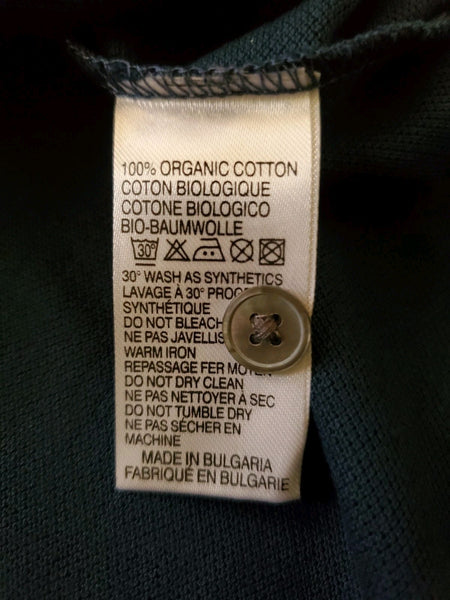 100% ORGANIC COTTON
COTON BIOLOGIQUE
COTONE BIOLOGICO
BIO-BAUMWOLLE
30°
30° WASH AS SYNTHETICS
LAVAGE À 30°
SYNTHÉTIQUE
DO NOT BLEACH
NE PAS
WARM IRON
REPASSAGE FER
DO NOT DRY CLEAN
NE PAS NETTOYER À SEC
DO NOT TUMBLE DRY
NE PAS SÉCHER EN
MACHINE
MADE IN BULGARIA
FABRIQUÉ EN BULGARIE